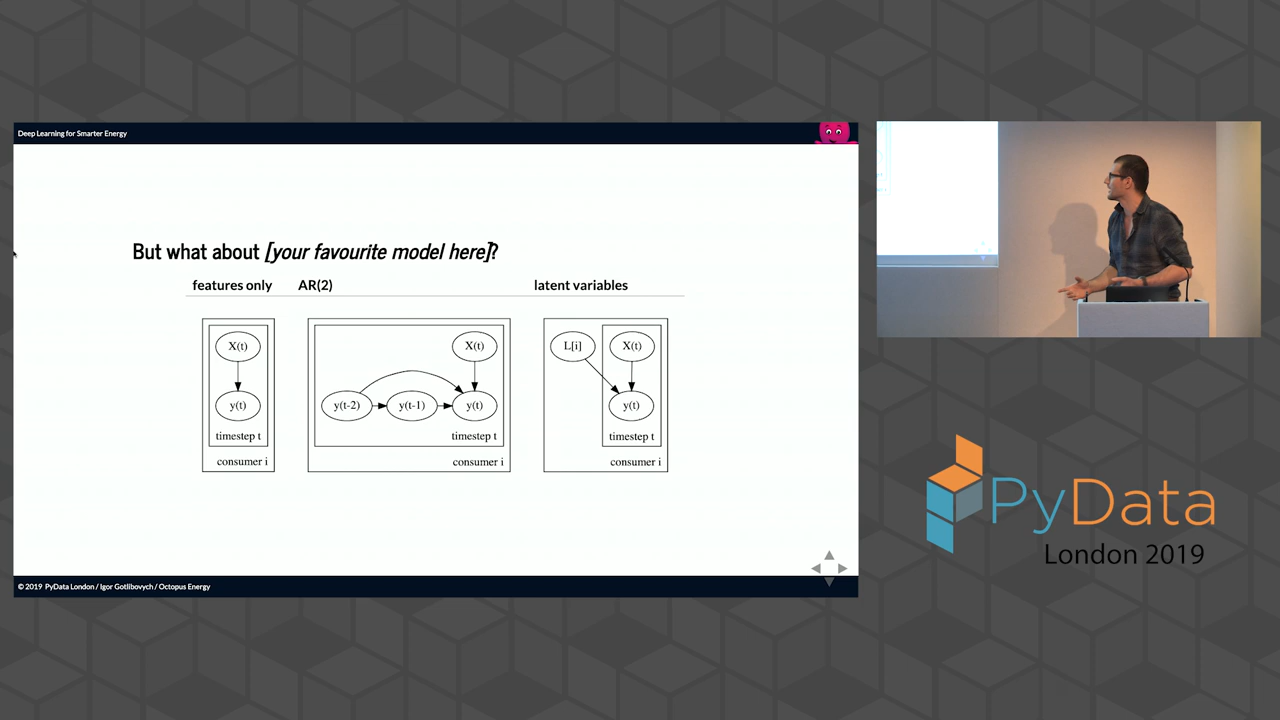 Deep Learning for Smarter Energy
But what about [your favourite model here]?
features only AR(2) latent variables
X(t)
y(t)
timestep t
consumer i
X(t)
y(t-2) y(t-1) y(t)
timestep t
consumer i
L[i] X(t)
y(t)
timestep t
consumer i
© 2019 PyData London / Igor Gotlibovych / Octopus Energy
PyData
London 2019